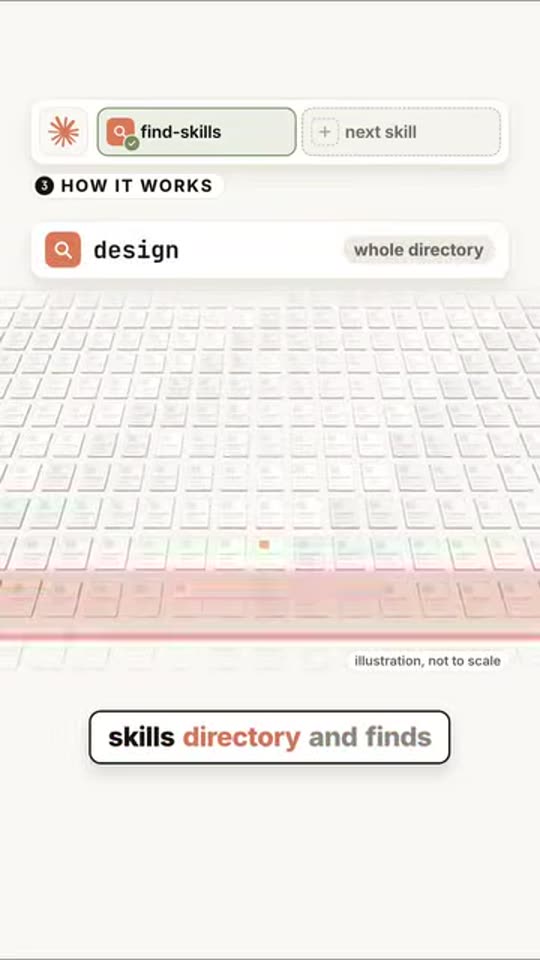 find-skills
next skill
3 HOW IT WORKS
design
whole directory
illustration, not to scale
skills directory and finds